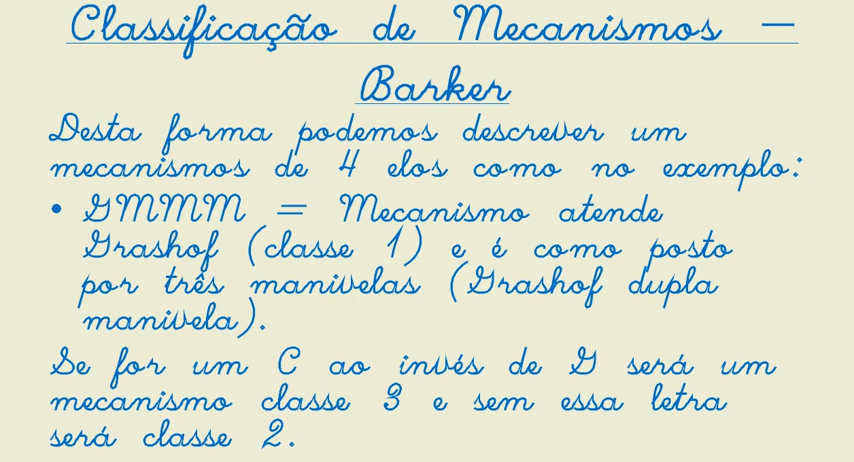 Classificação de Mecanismos –
Barker
Desta forma podemos descrever um
mecanismos de 4 elos como no exemplo:
• GMMM = Mecanismo atende
Grashof (classe 1) e é como posto
por três manivelas (Grashof dupla
manivela).
Se for um C ao invés de G será um
mecanismo classe 3 e sem essa letra
será classe 2.